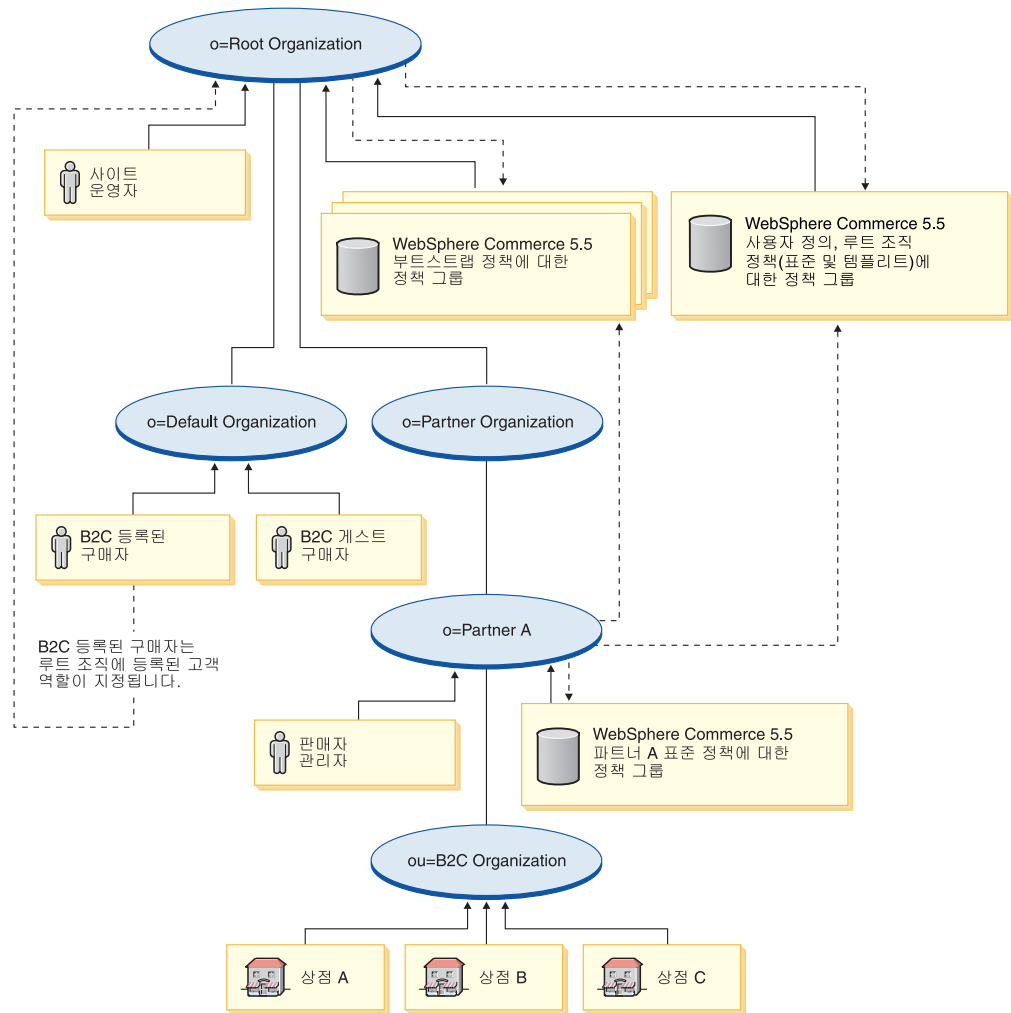 o=Root Organization
사이트
운영자
WebSphere Commerce 5.5
부트스트랩 정책에 대한
정책 그룹
WebSphere Commerce 5.5
사용자 정의, 루트 조직
정책(표준 및 템플리트)에
대한 정책 그룹
o=Default Organization
o=Partner Organization
B2C 등록된
구매자
B2C 게스트
구매자
B2C 등록된 구매자는
루트 조직에 등록된 고객
역할이 지정됩니다.
o=Partner A
판매자
관리자
WebSphere Commerce 5.5
파트너 A 표준 정책에 대한
정책 그룹
ou=B2C Organization
상점 A
상점 B
상점 C